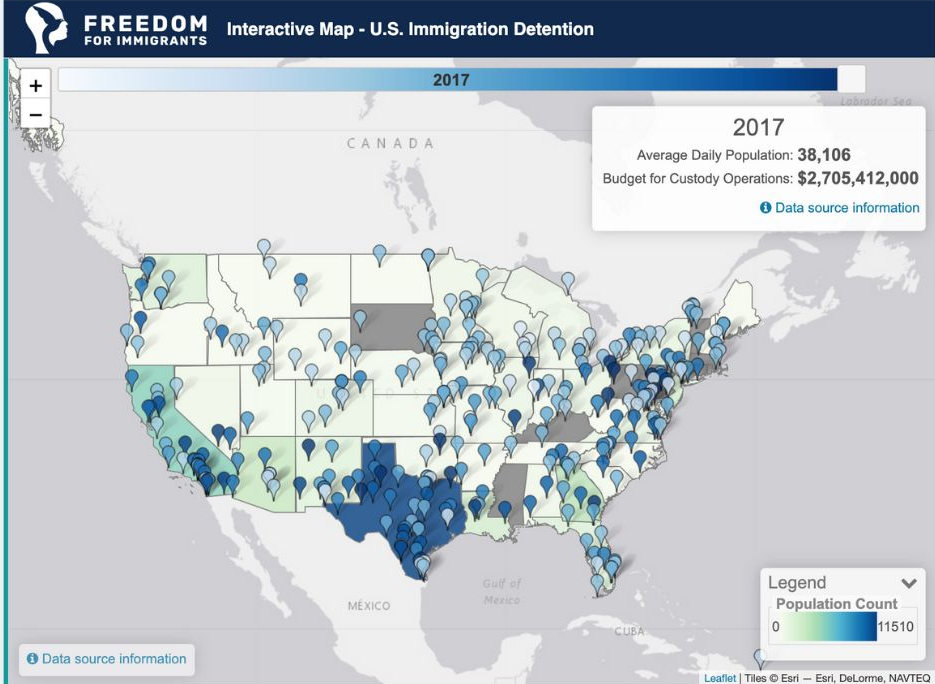 FREEDOM
FOR IMMIGRANTS
Interactive Map - U.S. Immigration Detention
+
−
2017
Labrador Sea
CANADA
2017
Average Daily Population: 38,106
Budget for Custody Operations: $2,705,412,000
Data source information
Gulf of
Mexico
MÉXICO
CUBA
Legend
Population Count
0
11510
Data source information
Leaflet | Tiles © Esri — Esri, DeLorme, NAVTEQ